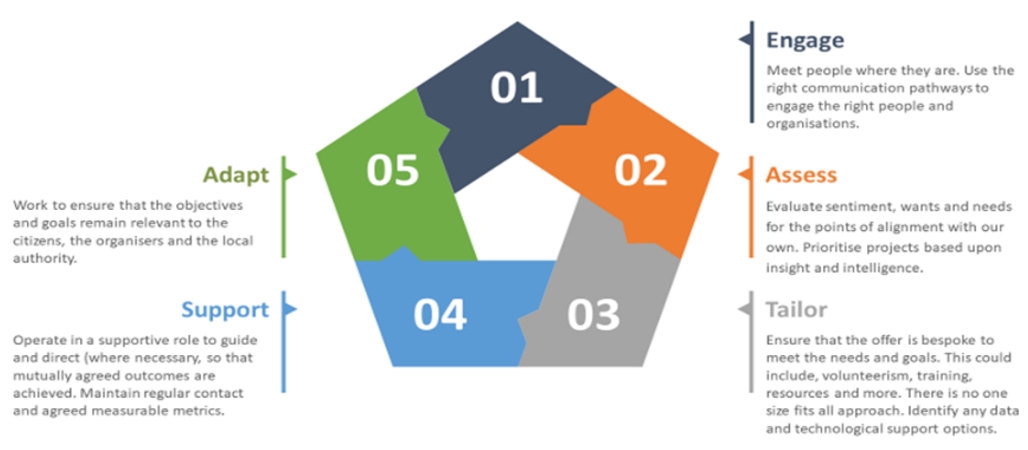 01
Engage
Meet people where they are. Use the
right communication pathways to
engage the right people and
organisations.
02
Assess
Evaluate sentiment, wants and needs
for the points of alignment with our
own. Prioritise projects based upon
insight and intelligence.
03
Tailor
Ensure that the offer is bespoke to
meet the needs and goals. This could
include, volunteerism, training,
resources and more. There is no one
size fits all approach. Identify any data
and technological support options.
04
Support
Operate in a supportive role to guide
and direct (where necessary, so that
mutually agreed outcomes are
achieved. Maintain regular contact
and agreed measurable metrics.
05
Adapt
Work to ensure that the objectives
and goals remain relevant to the
citizens, the organisers and the local
authority.